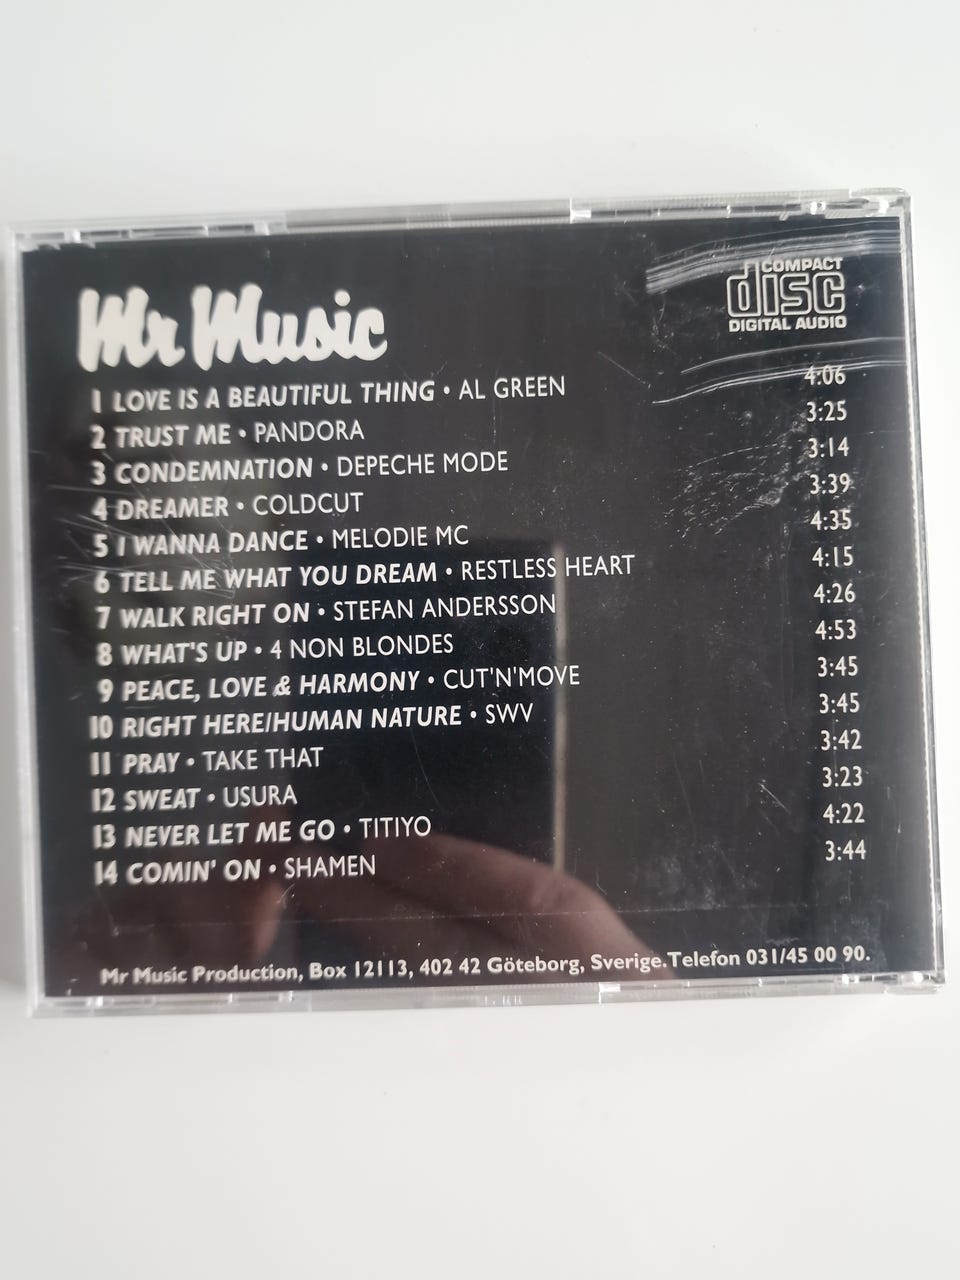 Mr Music
COMPACT
disc
DIGITAL AUDIO
1 LOVE IS A BEAUTIFUL THING • AL GREEN 4:06
2 TRUST ME • PANDORA 3:25
3 CONDEMNATION • DEPECHE MODE 3:14
4 DREAMER • COLDCUT 3:39
5 I WANNA DANCE • MELODIE MC 4:35
6 TELL ME WHAT YOU DREAM • RESTLESS HEART 4:15
7 WALK RIGHT ON • STEFAN ANDERSSON 4:26
8 WHAT'S UP • 4 NON BLONDES 4:53
9 PEACE, LOVE & HARMONY • CUT'N'MOVE 3:45
10 RIGHT HERE/HUMAN NATURE • SWV 3:45
11 PRAY • TAKE THAT 3:42
12 SWEAT • USURA 3:23
13 NEVER LET ME GO • TITIYO 4:22
14 COMIN' ON • SHAMEN 3:44
Mr Music Production, Box 12113, 402 42 Göteborg, Sverige. Telefon 031/45 00 90.